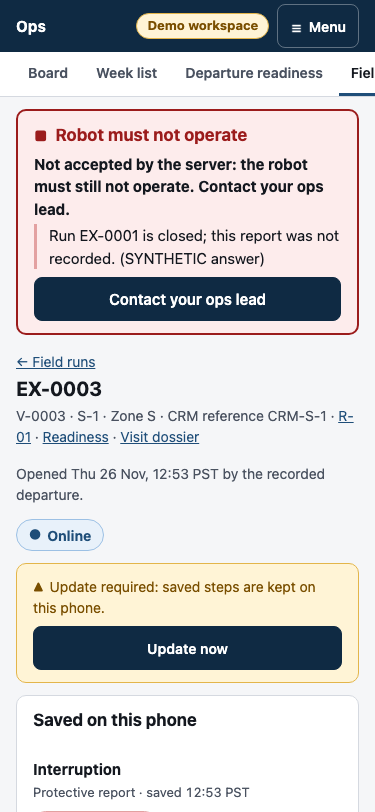 Ops
Demo workspace
≡ Menu
Board
Week list
Departure readiness
Fiel
Robot must not operate
Not accepted by the server: the robot
must still not operate. Contact your ops
lead.
Run EX-0001 is closed; this report was not
recorded. (SYNTHETIC answer)
Contact your ops lead
← Field runs
EX-0003
V-0003 · S-1 · Zone S · CRM reference CRM-S-1 · R-
01 · Readiness · Visit dossier
Opened Thu 26 Nov, 12:53 PST by the recorded
departure.
Online
Update required: saved steps are kept on
this phone.
Update now
Saved on this phone
Interruption
Protective report · saved 12:53 PST